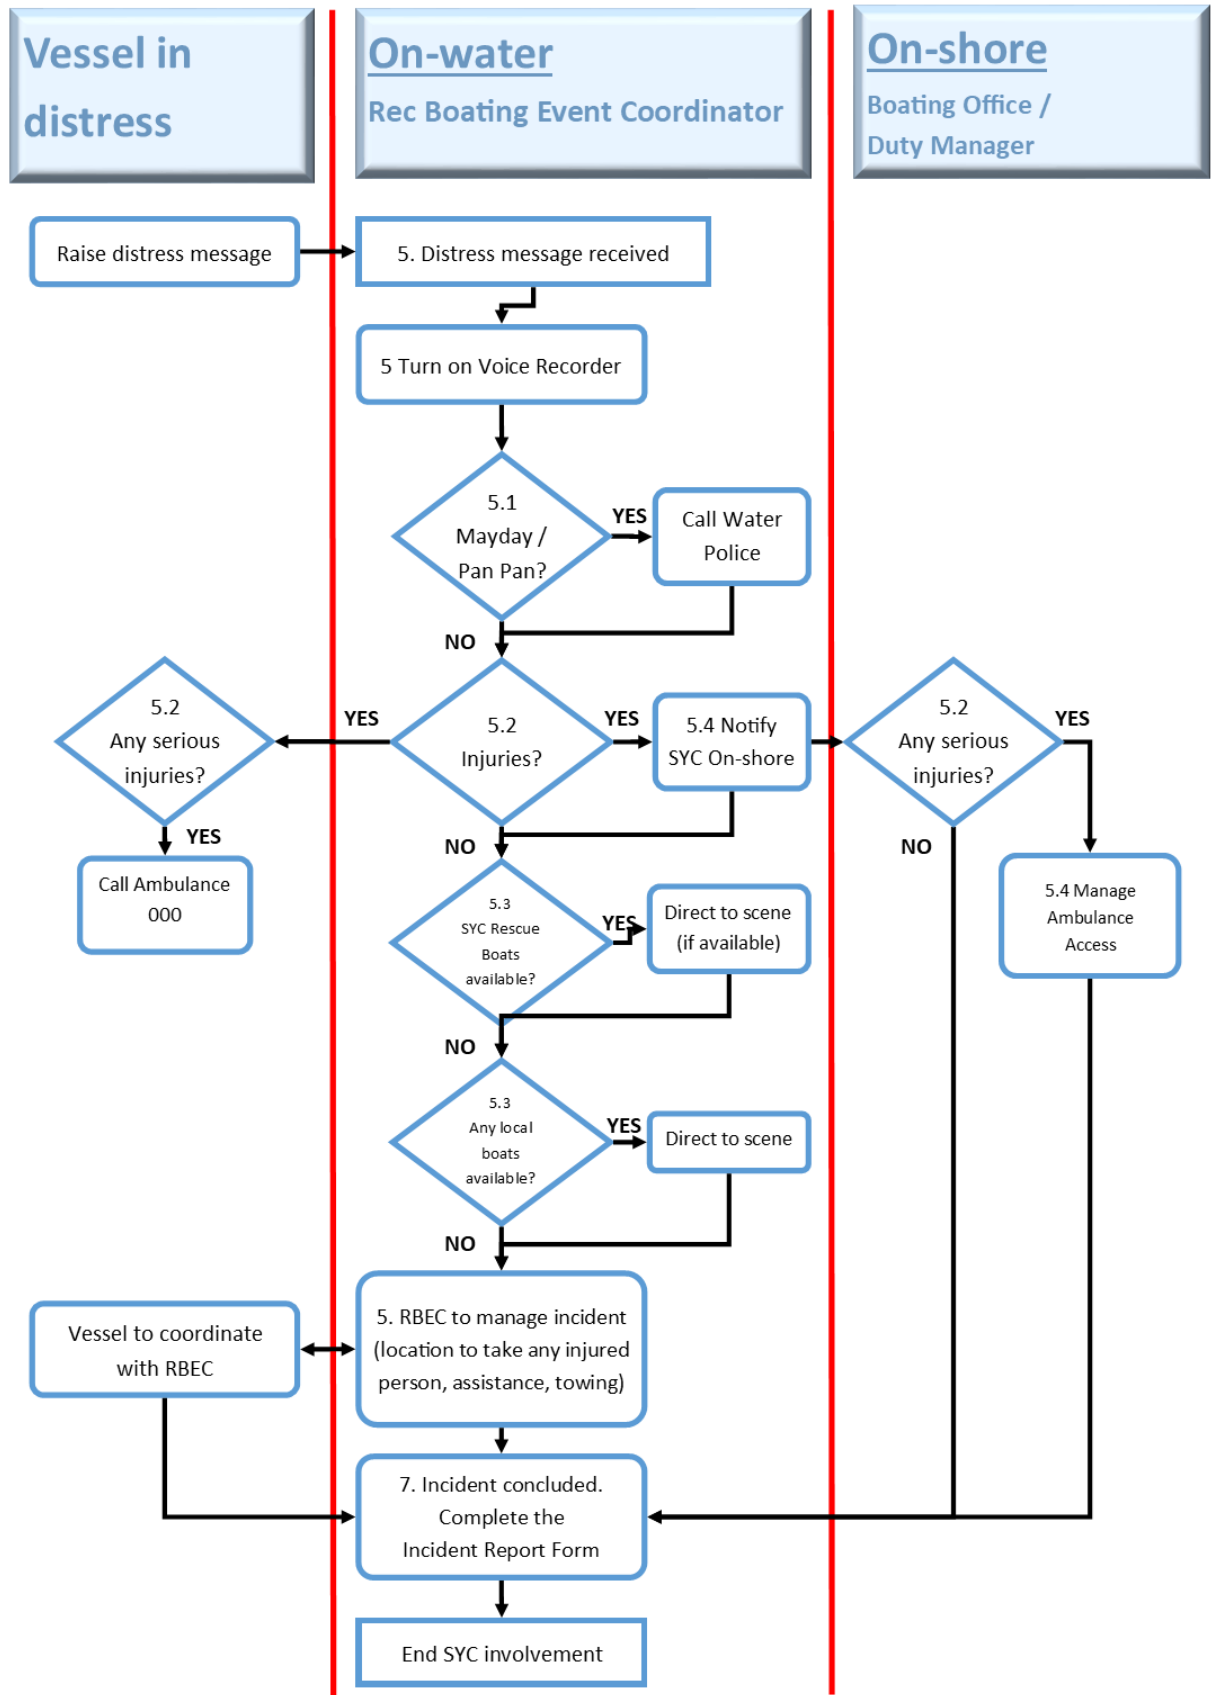 Vessel in
distress
On-water
Rec Boating Event Coordinator
On-shore
Boating Office /
Duty Manager
Raise distress message
5. Distress message received
5 Turn on Voice Recorder
5.1
Mayday /
Pan Pan?
YES
Call Water
Police
NO
5.2
Any serious
injuries?
YES
5.2
Injuries?
YES
5.4 Notify
SYC On-shore
5.2
Any serious
injuries?
YES
YES
Call Ambulance
000
NO
NO
5.4 Manage
Ambulance
Access
5.3
SYC Rescue
Boats
available?
YES
Direct to scene
(if available)
NO
5.3
Any local
boats
available?
YES
Direct to scene
NO
Vessel to coordinate
with RBEC
5. RBEC to manage incident
(location to take any injured
person, assistance, towing)
7. Incident concluded.
Complete the
Incident Report Form
End SYC involvement